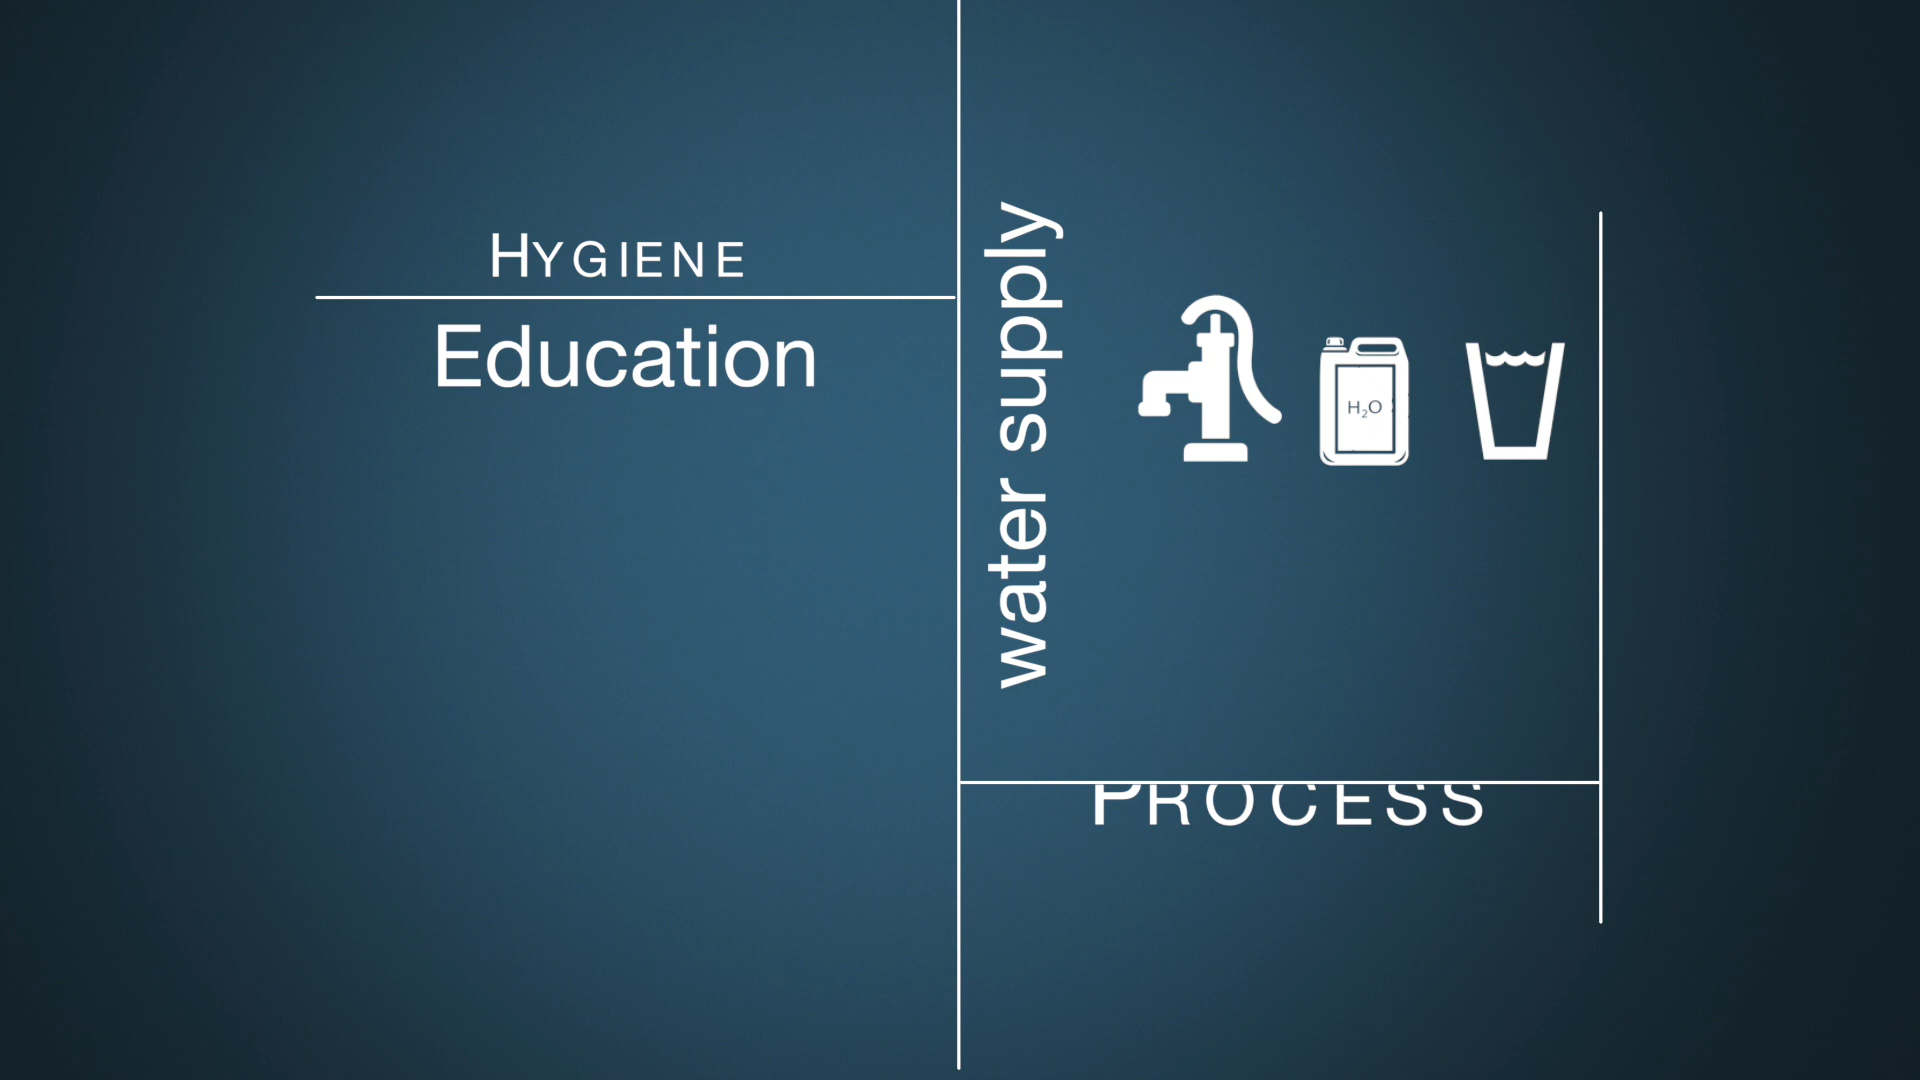 HYGIENE
Education
water supply
H₂O
PROCESS